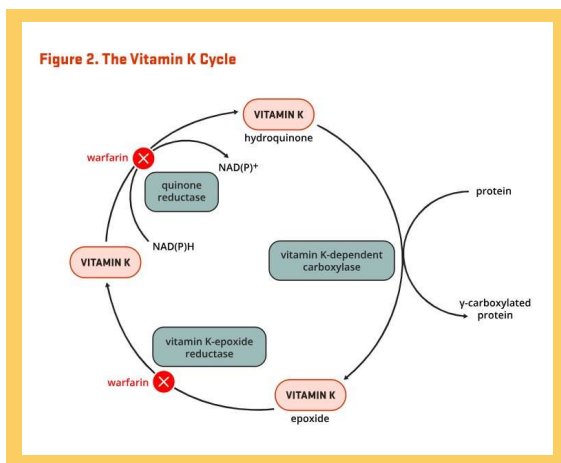 Figure 2. The Vitamin K Cycle
VITAMIN K
hydroquinone
warfarin
NAD(P)+
quinone
reductase
protein
NAD(P)H
VITAMIN K
vitamin K-dependent
carboxylase
γ-carboxylated
protein
vitamin K-epoxide
reductase
warfarin
VITAMIN K
epoxide